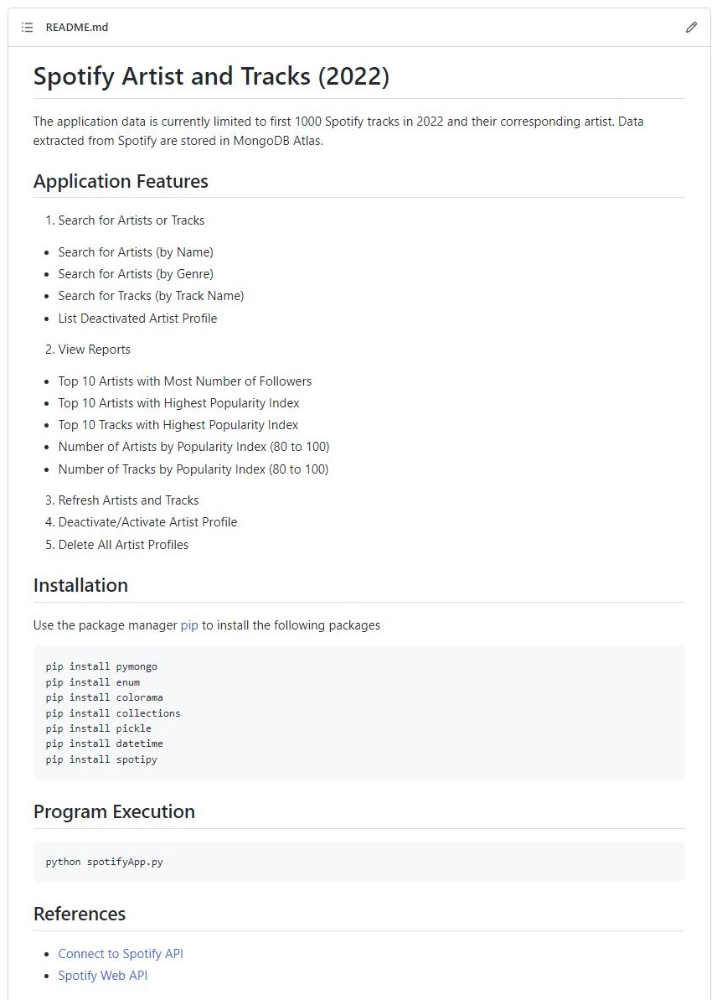 README.md
Spotify Artist and Tracks (2022)
The application data is currently limited to first 1000 Spotify tracks in 2022 and their corresponding artist. Data
extracted from Spotify are stored in MongoDB Atlas.
Application Features
1. Search for Artists or Tracks
• Search for Artists (by Name)
• Search for Artists (by Genre)
• Search for Tracks (by Track Name)
• List Deactivated Artist Profile
2. View Reports
• Top 10 Artists with Most Number of Followers
• Top 10 Artists with Highest Popularity Index
• Top 10 Tracks with Highest Popularity Index
• Number of Artists by Popularity Index (80 to 100)
• Number of Tracks by Popularity Index (80 to 100)
3. Refresh Artists and Tracks
4. Deactivate/Activate Artist Profile
5. Delete All Artist Profiles
Installation
Use the package manager pip to install the following packages
pip install pymongo
pip install enum
pip install colorama
pip install collections
pip install pickle
pip install datetime
pip install spotipy
Program Execution
python spotifyApp.py
References
• Connect to Spotify API
• Spotify Web API